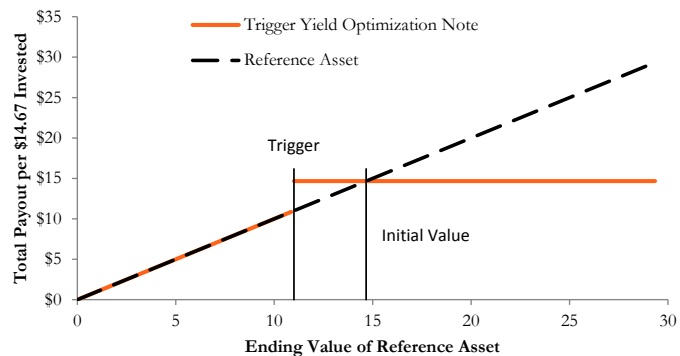 Trigger Yield Optimization Note
Reference Asset
Total Payout per $14.67 Invested
$35
$30
$25
$20
$15
$10
$5
$0
Trigger
Initial Value
0 5 10 15 20 25 30
Ending Value of Reference Asset